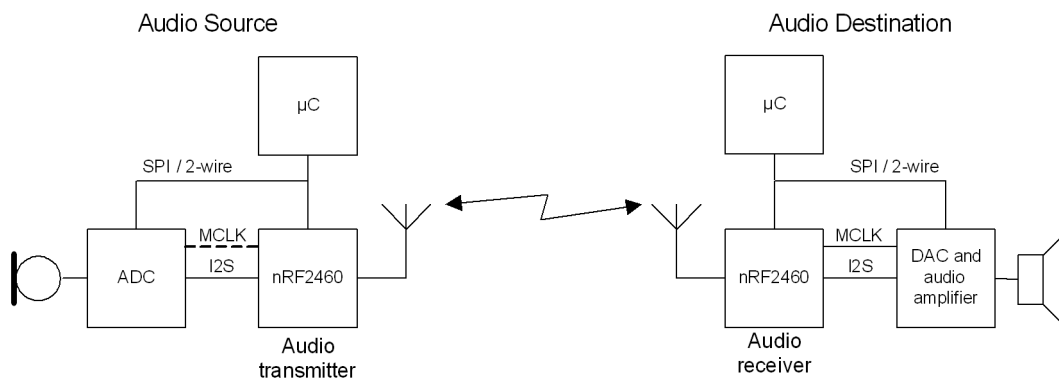 Audio Source
Audio Destination
µC
µC
SPI / 2-wire
SPI / 2-wire
MCLK
MCLK
ADC
I2S
nRF2460
nRF2460
I2S
DAC and
audio
amplifier
Audio
transmitter
Audio
receiver